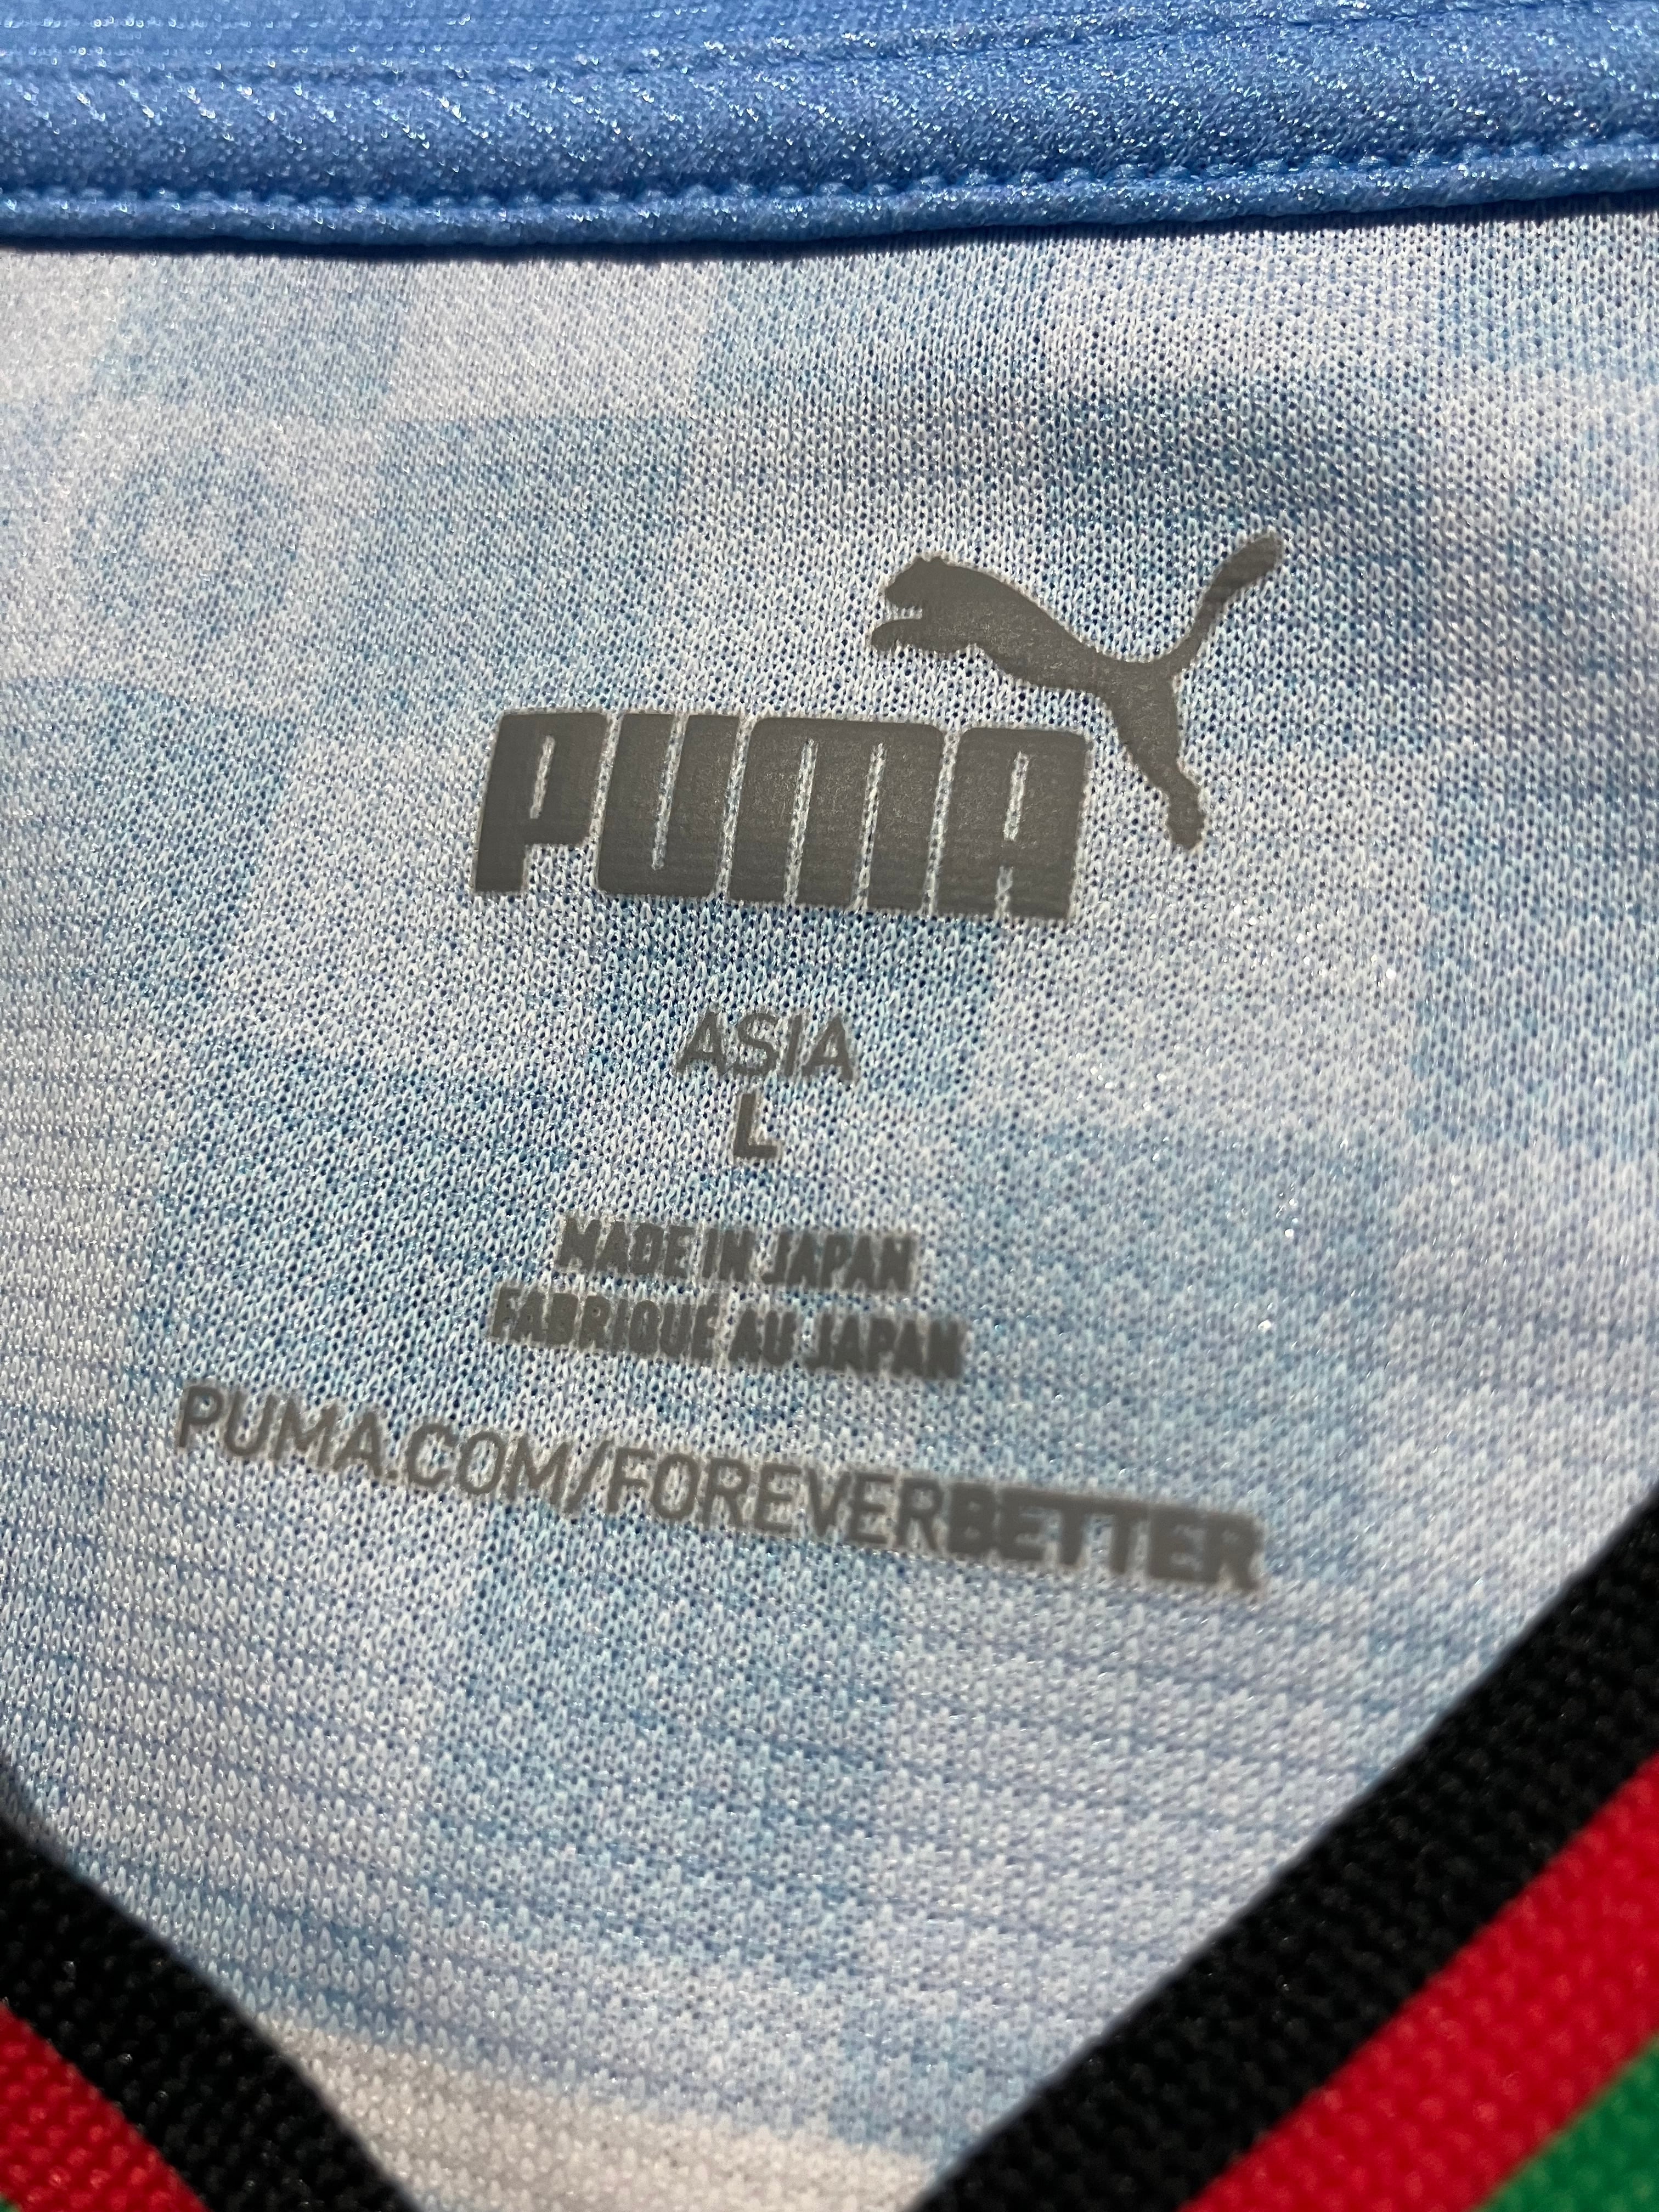 PUMA
ASIA
L
MADE IN JAPAN
FABRIQUÉ AU JAPAN
PUMA.COM/FOREVERBETTER